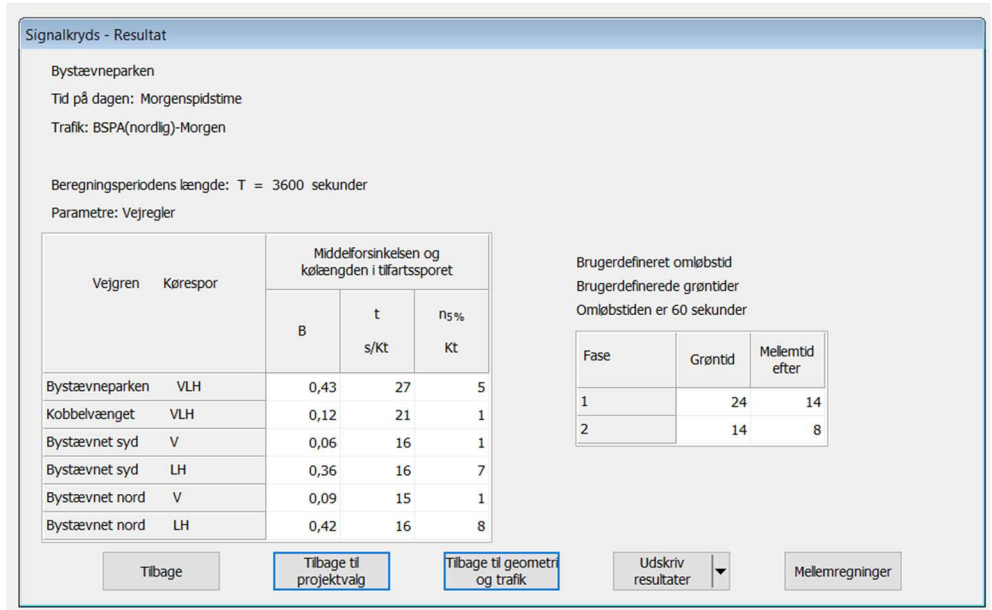 Signalkryds - Resultat
Bystævneparken
Tid på dagen: Morgenspidstime
Trafik: BSPA(nordlig)-Morgen
Beregningsperiodens længde: T = 3600 sekunder
Parametre: Vejregler
Vejgren Kørespor
Middelforsinkelsen og
kølængden i tilfartssporet
B
t
s/Kt
n5%
Kt
Bystævneparken VLH 0,43 27 5
Kobbelvænget VLH 0,12 21 1
Bystævnet syd V 0,06 16 1
Bystævnet syd LH 0,36 16 7
Bystævnet nord V 0,09 15 1
Bystævnet nord LH 0,42 16 8
Brugerdefineret omløbstid
Brugerdefinerede grøntider
Omløbstiden er 60 sekunder
Fase Grøntid Mellemtid
efter
1 24 14
2 14 8
Tilbage
Tilbage til
projektvalg
Tilbage til geometri
og trafik
Udskriv
resultater
Mellemregninger